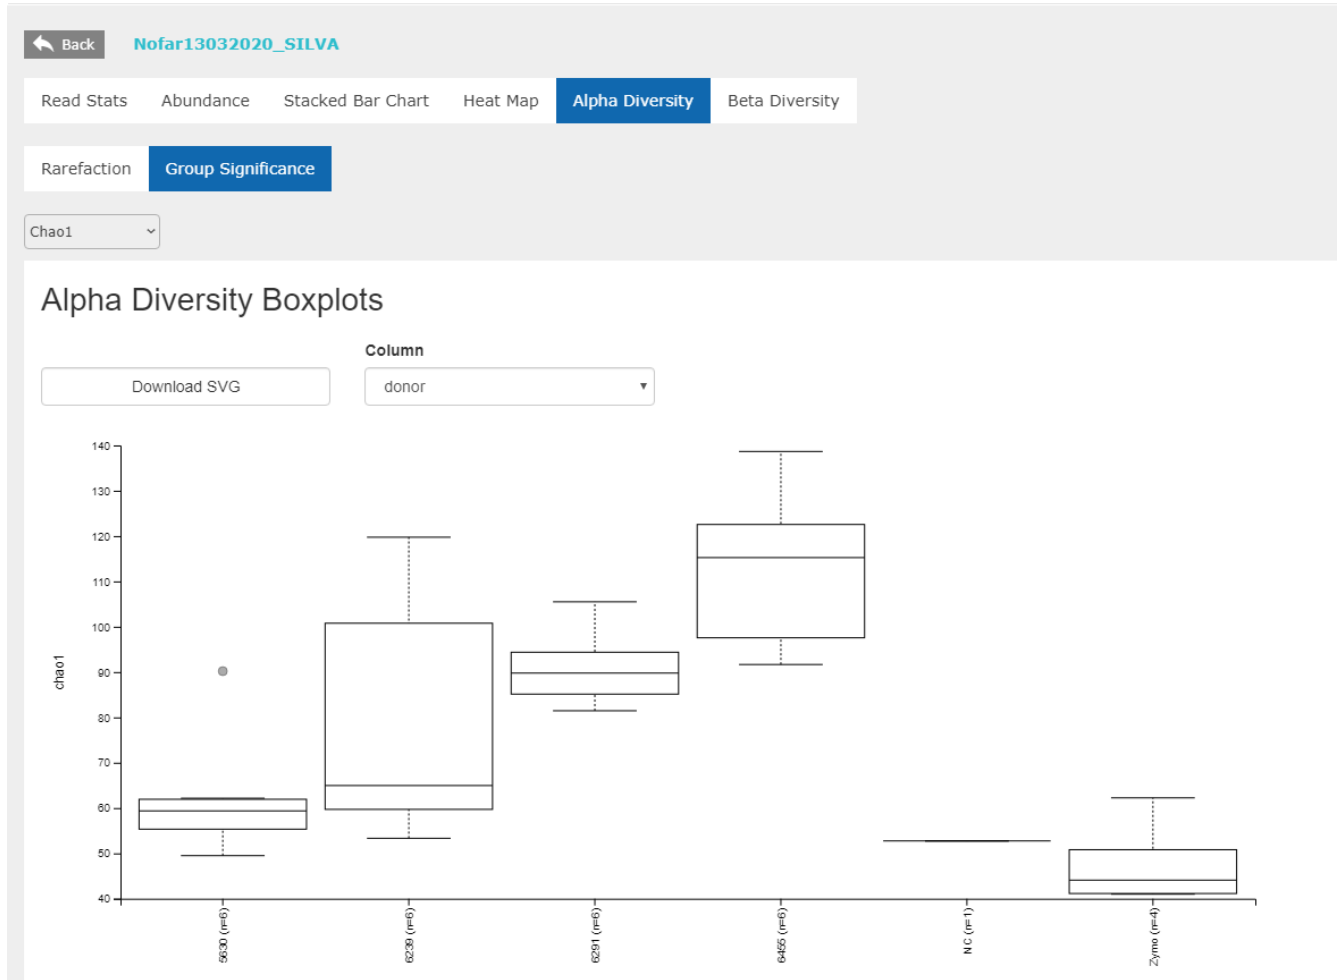 Back Nofar13032020_SILVA
Read Stats Abundance Stacked Bar Chart Heat Map Alpha Diversity Beta Diversity
Rarefaction Group Significance
Chao1
Alpha Diversity Boxplots
Column
Download SVG donor
140
130
120
110
100
90
80
70
60
50
40
chao1
5630 (n=6)
6239 (n=6)
6291 (n=6)
6455 (n=6)
NC (n=1)
Zymo (n=4)